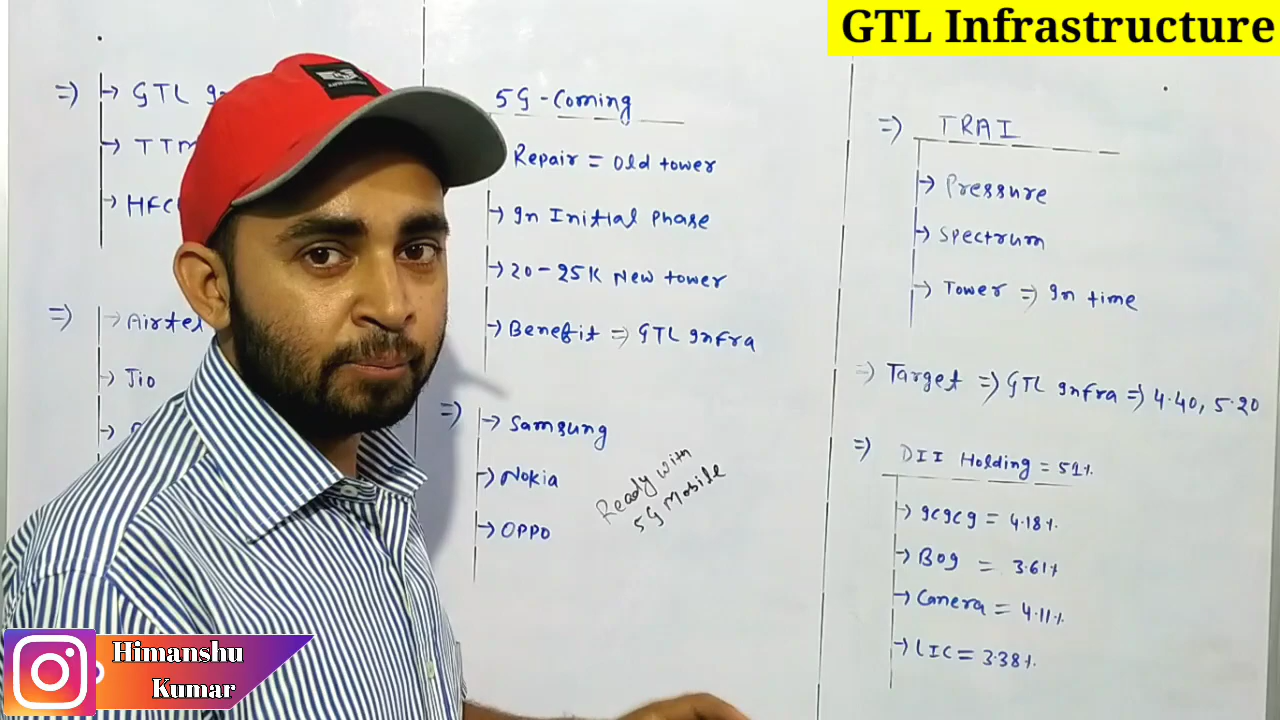 GTL Infrastructure
=> -> GTL
-> TTM
-> HFC
=> -> Airtel
-> Jio
5G-Coming
Repair = Old tower
-> In Initial Phase
-> 20-25K New tower
-> Benefit => GTL Infra
=> -> Samsung
-> Nokia
-> OPPO
Ready with
5G Mobile
=> TRAI
-> Pressure
-> Spectrum
-> Tower => In time
=> Target => GTL Infra => 4.40, 5.20
=> DII Holding = 51%
-> ICICI = 4.18%
-> BOI = 3.61%
-> Canera = 4.11%
-> LIC = 3.38%
Himanshu
Kumar